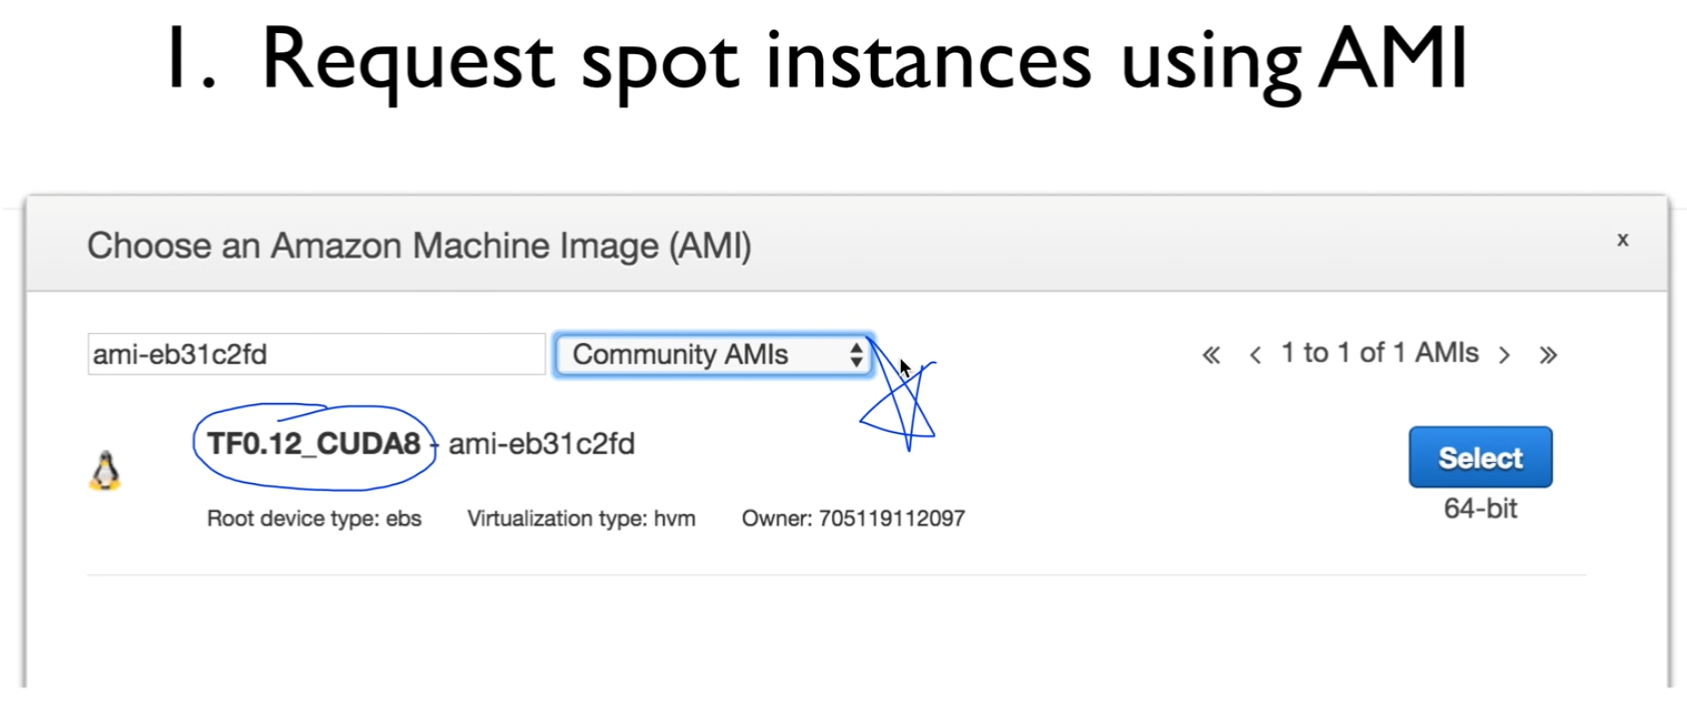 1. Request spot instances using AMI
Choose an Amazon Machine Image (AMI)
x
ami-eb31c2fd Community AMIs « < 1 to 1 of 1 AMIs > »
TF0.12_CUDA8 - ami-eb31c2fd
Select
Root device type: ebs Virtualization type: hvm Owner: 705119112097
64-bit